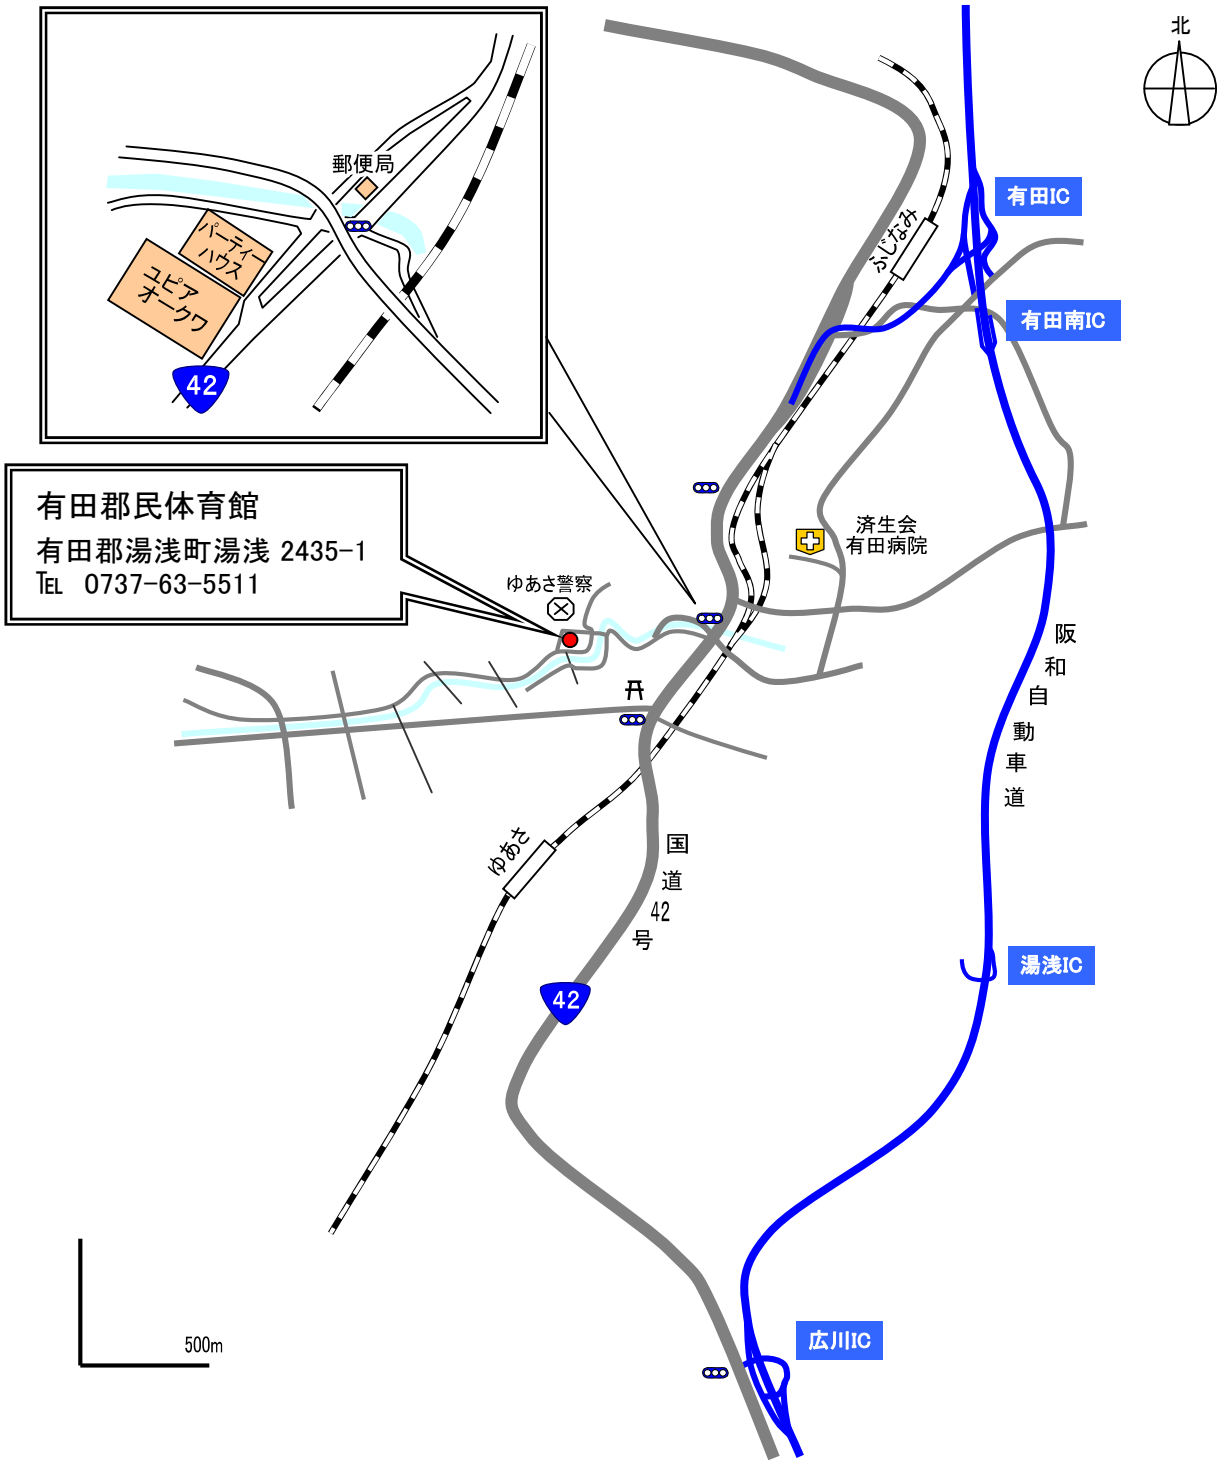 北
郵便局
パーティー
ハウス
ユピア
オークワ
42
有田IC
ふじなみ
有田南IC
有田郡民体育館
有田郡湯浅町湯浅 2435-1
℡ 0737-63-5511
済生会
有田病院
ゆあさ警察
阪和自動車道
ゆあさ
国道42号
湯浅IC
42
500m
広川IC